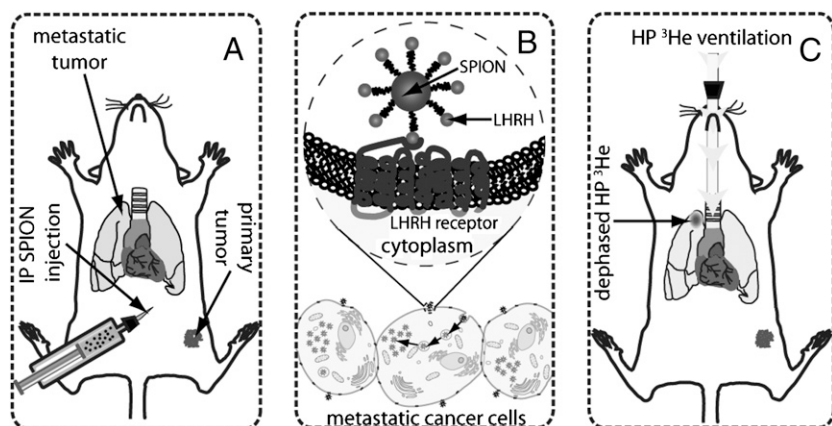 A
metastatic
tumor
IP SPION
injection
primary
tumor
B
SPION
LHRH
LHRH receptor
cytoplasm
metastatic cancer cells
HP ³He ventilation
C
dephased HP ³He